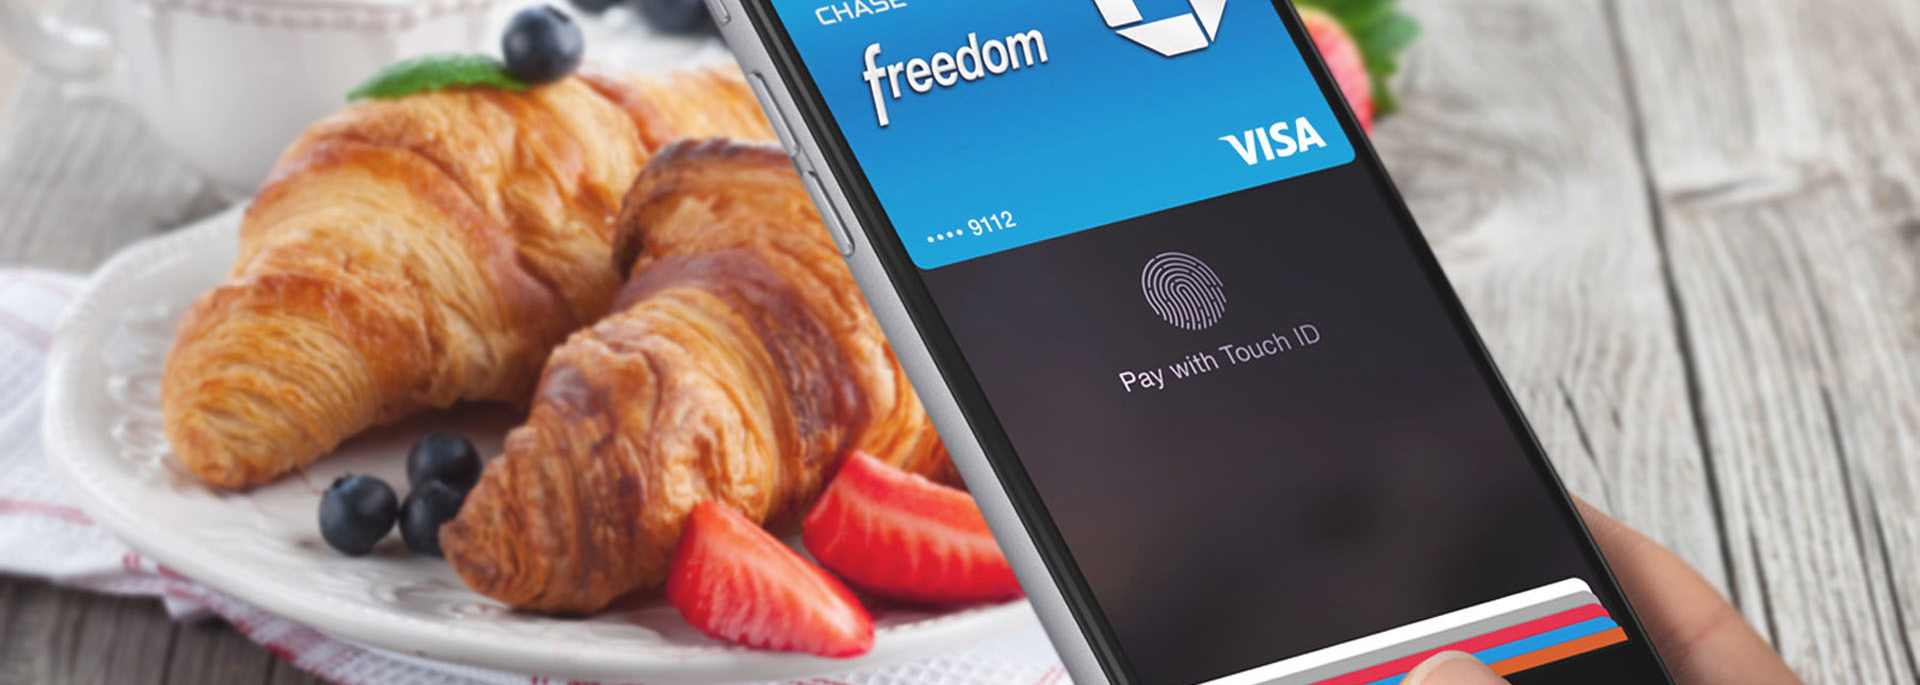 CHASE
freedom
VISA
•••• 9112
Pay with Touch ID